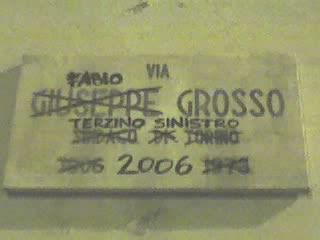 VIA
FABIO
GIUSEPPE GROSSO
TERZINO SINISTRO
SINDACO DI TORINO
1906 2006 1973